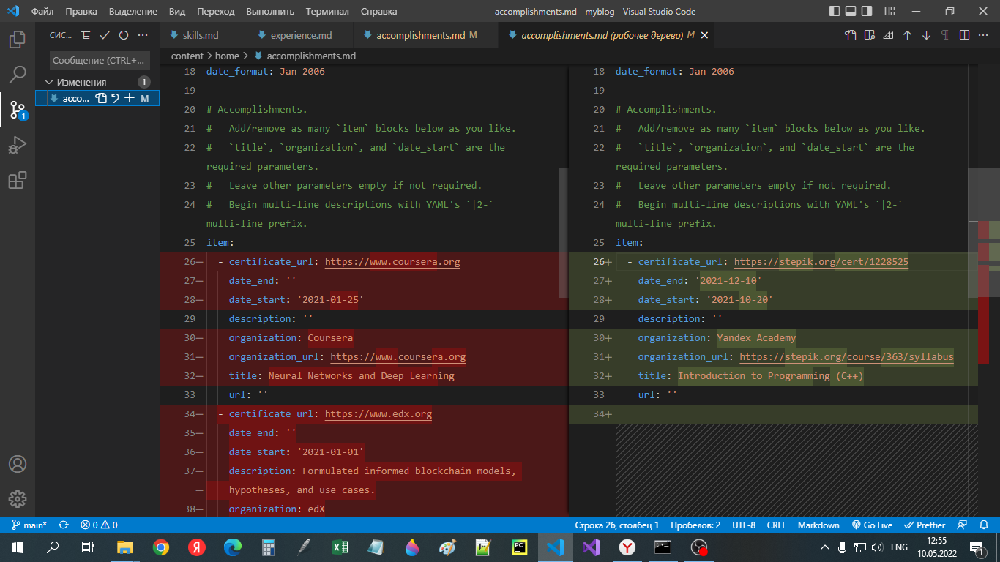 Файл Правка Выделение Вид Переход Выполнить Терминал Справка accomplishments.md - myblog - Visual Studio Code
СИС... skills.md experience.md accomplishments.md M accomplishments.md (рабочее дерево) M
Сообщение (CTRL+... content > home > accomplishments.md
Изменения 1
acco... M
1
18 date_format: Jan 2006
19
20 # Accomplishments.
21 #   Add/remove as many `item` blocks below as you like.
22 #   `title`, `organization`, and `date_start` are the
required parameters.
23 #   Leave other parameters empty if not required.
24 #   Begin multi-line descriptions with YAML's `|2-`
multi-line prefix.
25 item:
26— - certificate_url: https://www.coursera.org
27— date_end: ''
28— date_start: '2021-01-25'
29 description: ''
30— organization: Coursera
31— organization_url: https://www.coursera.org
32— title: Neural Networks and Deep Learning
33 url: ''
34— - certificate_url: https://www.edx.org
35— date_end: ''
36— date_start: '2021-01-01'
37— description: Formulated informed blockchain models,
— hypotheses, and use cases.
38— organization: edX
18 date_format: Jan 2006
19
20 # Accomplishments.
21 #   Add/remove as many `item` blocks below as you like.
22 #   `title`, `organization`, and `date_start` are the
required parameters.
23 #   Leave other parameters empty if not required.
24 #   Begin multi-line descriptions with YAML's `|2-`
multi-line prefix.
25 item:
26+ - certificate_url: https://stepik.org/cert/1228525
27+ date_end: '2021-12-10'
28+ date_start: '2021-10-20'
29 description: ''
30+ organization: Yandex Academy
31+ organization_url: https://stepik.org/course/363/syllabus
32+ title: Introduction to Programming (C++)
33 url: ''
34+
main* 0 0 Строка 26, столбец 1 Пробелов: 2 UTF-8 CRLF Markdown Go Live Prettier
ENG 12:55
10.05.2022 1